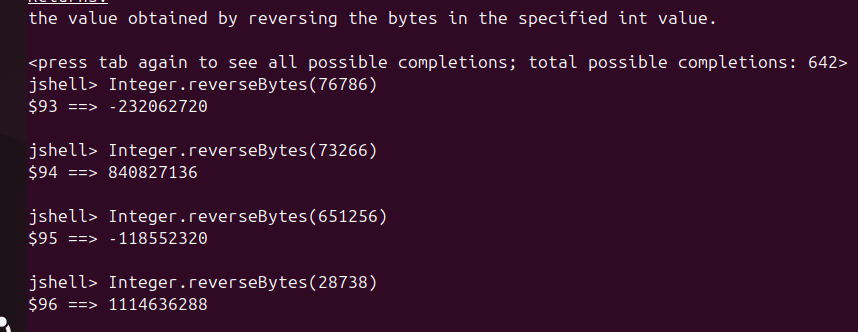 Returns:
the value obtained by reversing the bytes in the specified int value.
<press tab again to see all possible completions; total possible completions: 642>
jshell> Integer.reverseBytes(76786)
$93 ==> -232062720
jshell> Integer.reverseBytes(73266)
$94 ==> 840827136
jshell> Integer.reverseBytes(651256)
$95 ==> -118552320
jshell> Integer.reverseBytes(28738)
$96 ==> 1114636288